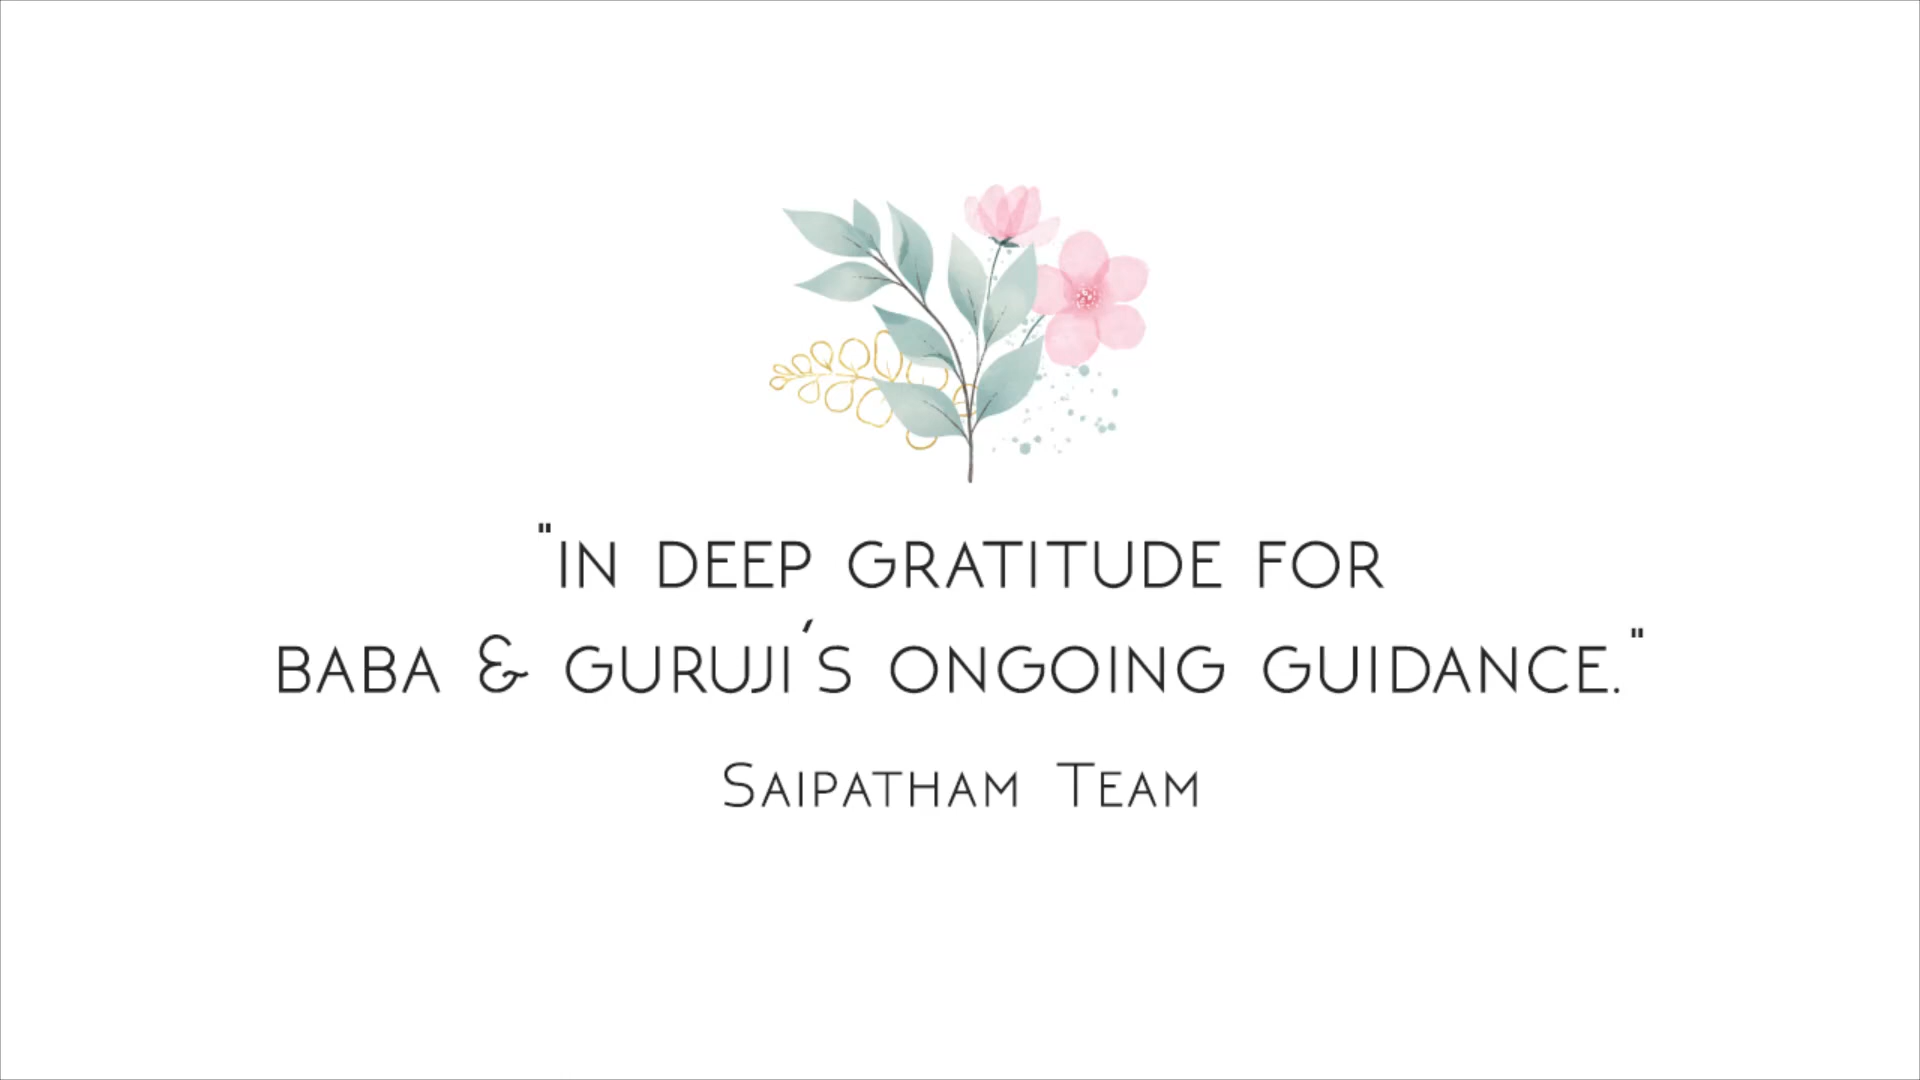 "IN DEEP GRATITUDE FOR
BABA & GURUJI'S ONGOING GUIDANCE."
SAIPATHAM TEAM